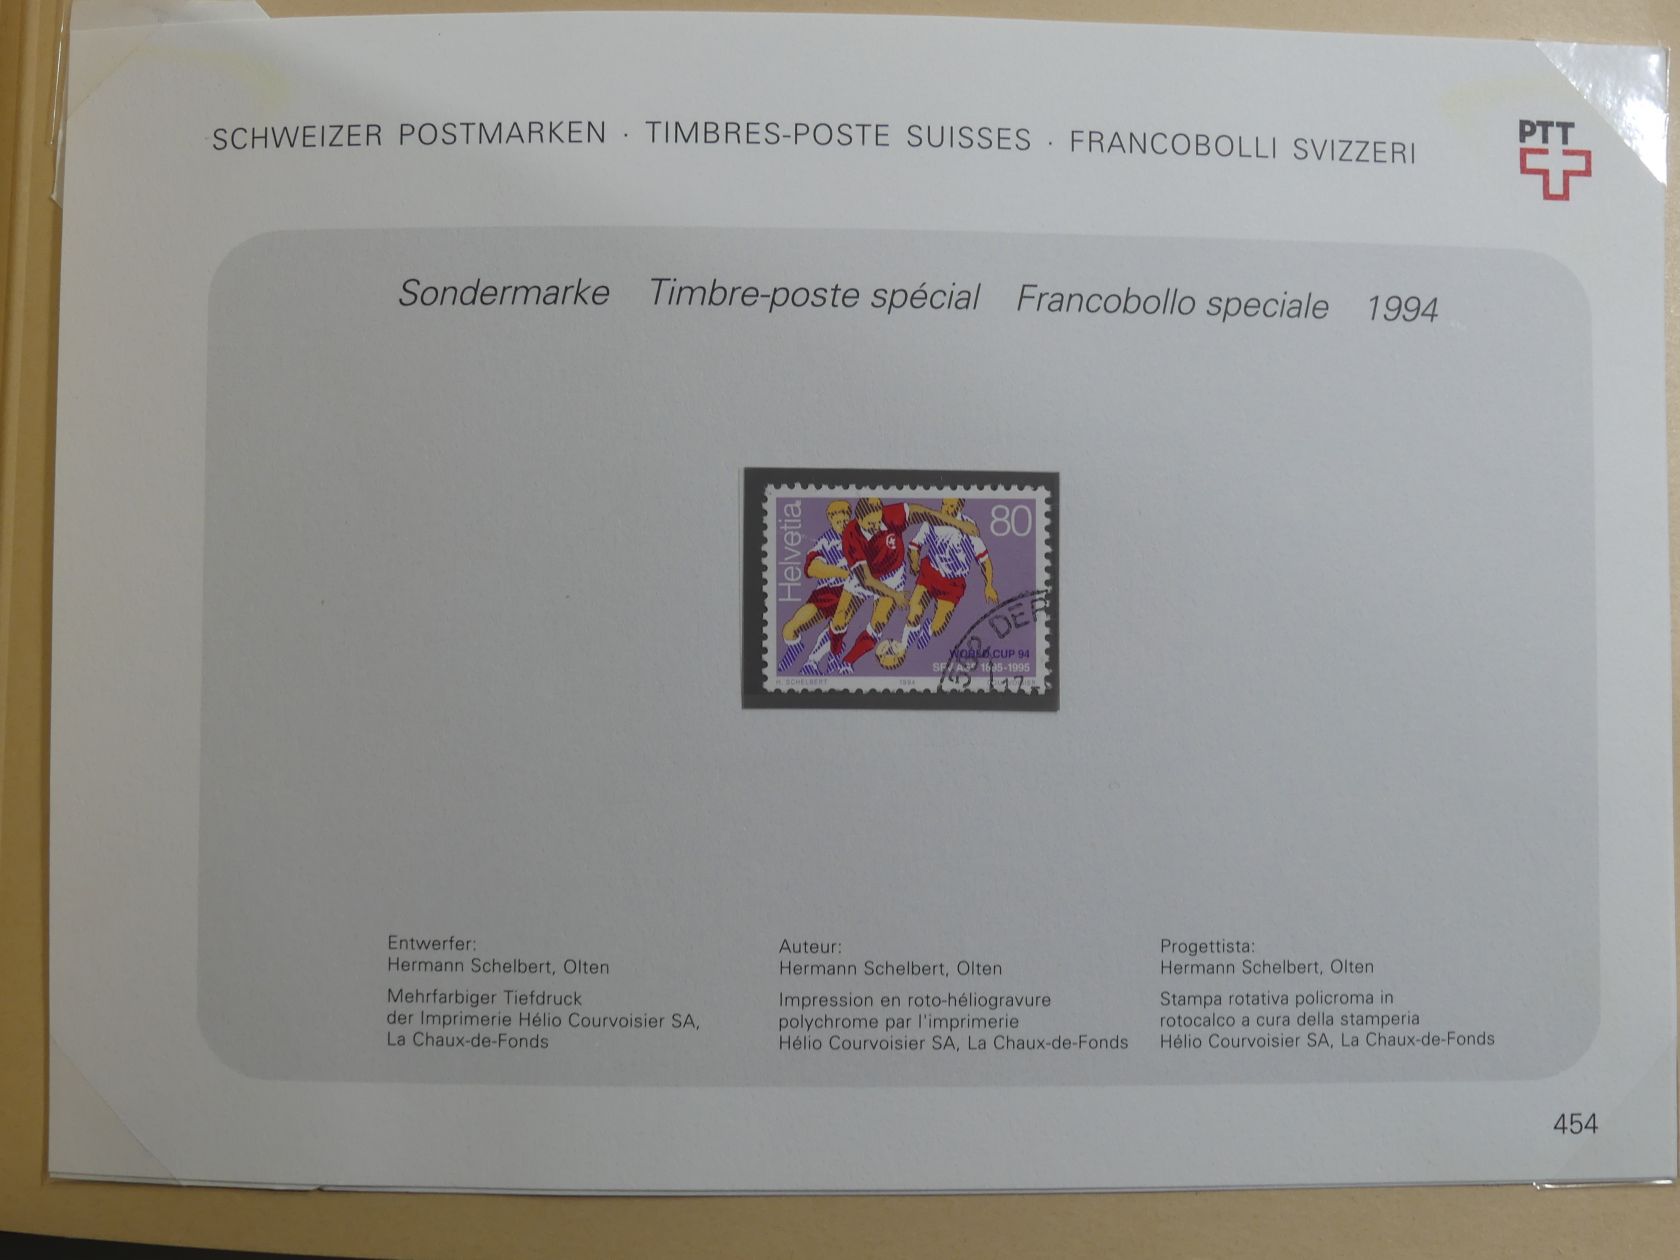 SCHWEIZER POSTMARKEN · TIMBRES-POSTE SUISSES · FRANCOBOLLI SVIZZERI
PTT
Sondermarke Timbre-poste spécial Francobollo speciale 1994
Helvetia
80
WORLD CUP 94
1895-1995
H. SCHELBERT 1994 COURVOISIER
Entwerfer:
Hermann Schelbert, Olten
Mehrfarbiger Tiefdruck
der Imprimerie Hélio Courvoisier SA,
La Chaux-de-Fonds
Auteur:
Hermann Schelbert, Olten
Impression en roto-héliogravure
polychrome par l'imprimerie
Hélio Courvoisier SA, La Chaux-de-Fonds
Progettista:
Hermann Schelbert, Olten
Stampa rotativa policroma in
rotocalco a cura della stamperia
Hélio Courvoisier SA, La Chaux-de-Fonds
454